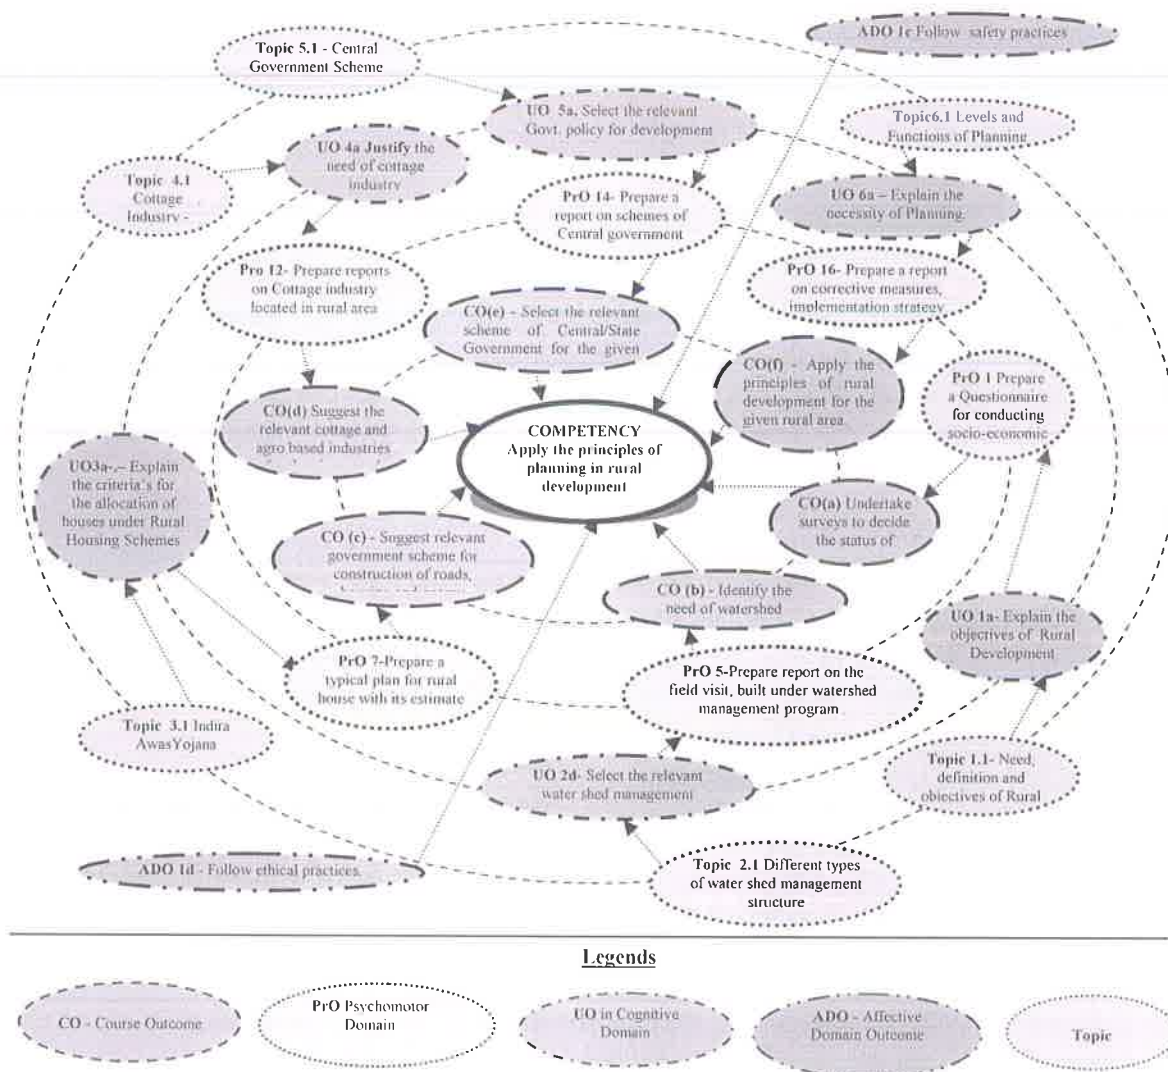 Topic 5.1 - Central
Government Scheme
ADO 1c Follow safety practices
UO 5a. Select the relevant
Govt. policy for development
Topic6.1 Levels and
Functions of Planning
UO 4a Justify the
need of cottage
industry
Topic 4.1
Cottage
Industry -
PrO 14- Prepare a
report on schemes of
Central government
UO 6a – Explain the
necessity of Planning.
Pro 12- Prepare reports
on Cottage industry
located in rural area
PrO 16- Prepare a report
on corrective measures,
implementation strategy
CO(e) - Select the relevant
scheme of Central/State
Government for the given
CO(f) - Apply the
principles of rural
development for the
given rural area.
PrO 1 Prepare
a Questionnaire
for conducting
socio-economic
CO(d) Suggest the
relevant cottage and
agro based industries
COMPETENCY
Apply the principles of
planning in rural
development
UO3a-.– Explain
the criteria's for
the allocation of
houses under Rural
Housing Schemes
CO(a) Undertake
surveys to decide
the status of
CO (c) - Suggest relevant
government scheme for
construction of roads,
CO (b) - Identify the
need of watershed
UO 1a- Explain the
objectives of Rural
Development
PrO 7-Prepare a
typical plan for rural
house with its estimate
PrO 5-Prepare report on the
field visit, built under watershed
management program
Topic 3.1 Indira
AwasYojana
UO 2d- Select the relevant
water shed management
Topic 1.1- Need,
definition and
objectives of Rural
ADO 1d - Follow ethical practices.
Topic 2.1 Different types
of water shed management
structure
Legends
CO - Course Outcome
PrO Psychomotor
Domain
UO in Cognitive
Domain
ADO - Affective
Domain Outcome
Topic